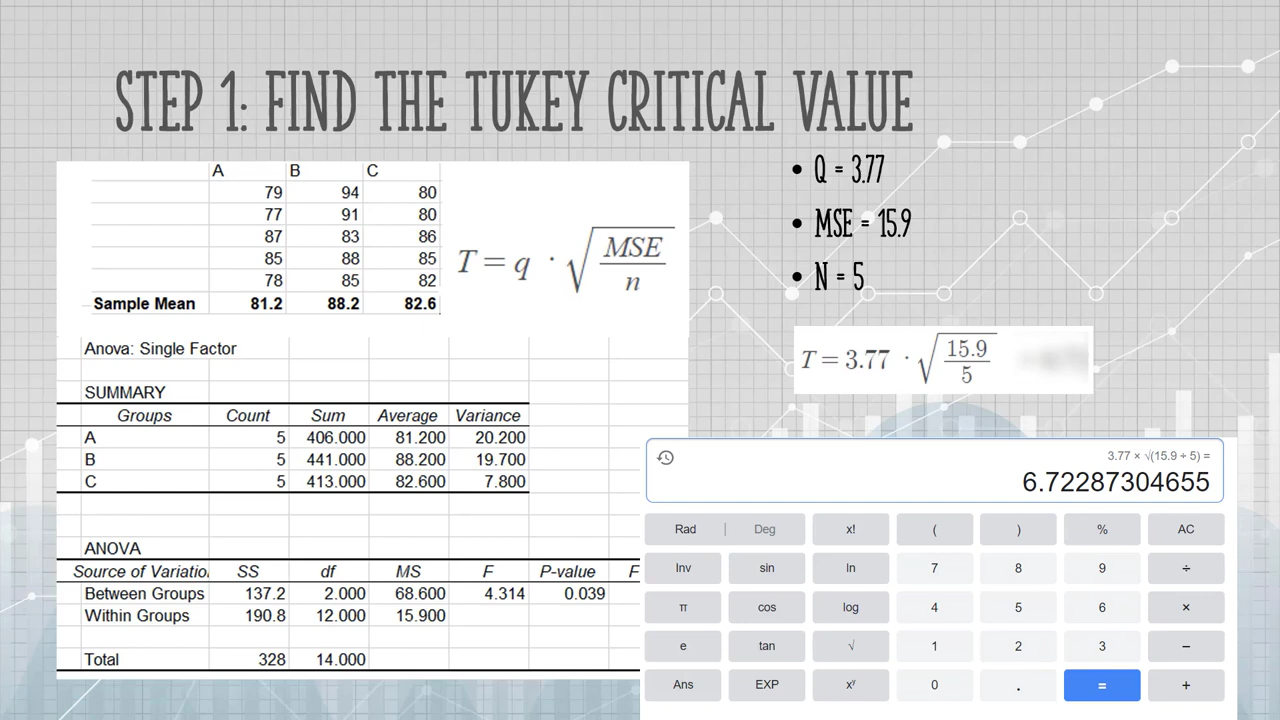 STEP 1: FIND THE TUKEY CRITICAL VALUE
A B C
79 94 80
77 91 80
87 83 86
85 88 85
78 85 82
Sample Mean 81.2 88.2 82.6
T = q · √ MSE / n
• Q = 3.77
• MSE = 15.9
• N = 5
T = 3.77 · √ 15.9 / 5
Anova: Single Factor
SUMMARY
Groups Count Sum Average Variance
A 5 406.000 81.200 20.200
B 5 441.000 88.200 19.700
C 5 413.000 82.600 7.800
ANOVA
Source of Variation SS df MS F P-value F
Between Groups 137.2 2.000 68.600 4.314 0.039
Within Groups 190.8 12.000 15.900
Total 328 14.000
3.77 × √(15.9 ÷ 5) =
6.72287304655
Rad | Deg x! ( ) % AC
Inv sin ln 7 8 9 ÷
π cos log 4 5 6 ×
e tan √ 1 2 3 −
Ans EXP xʸ 0 . = +